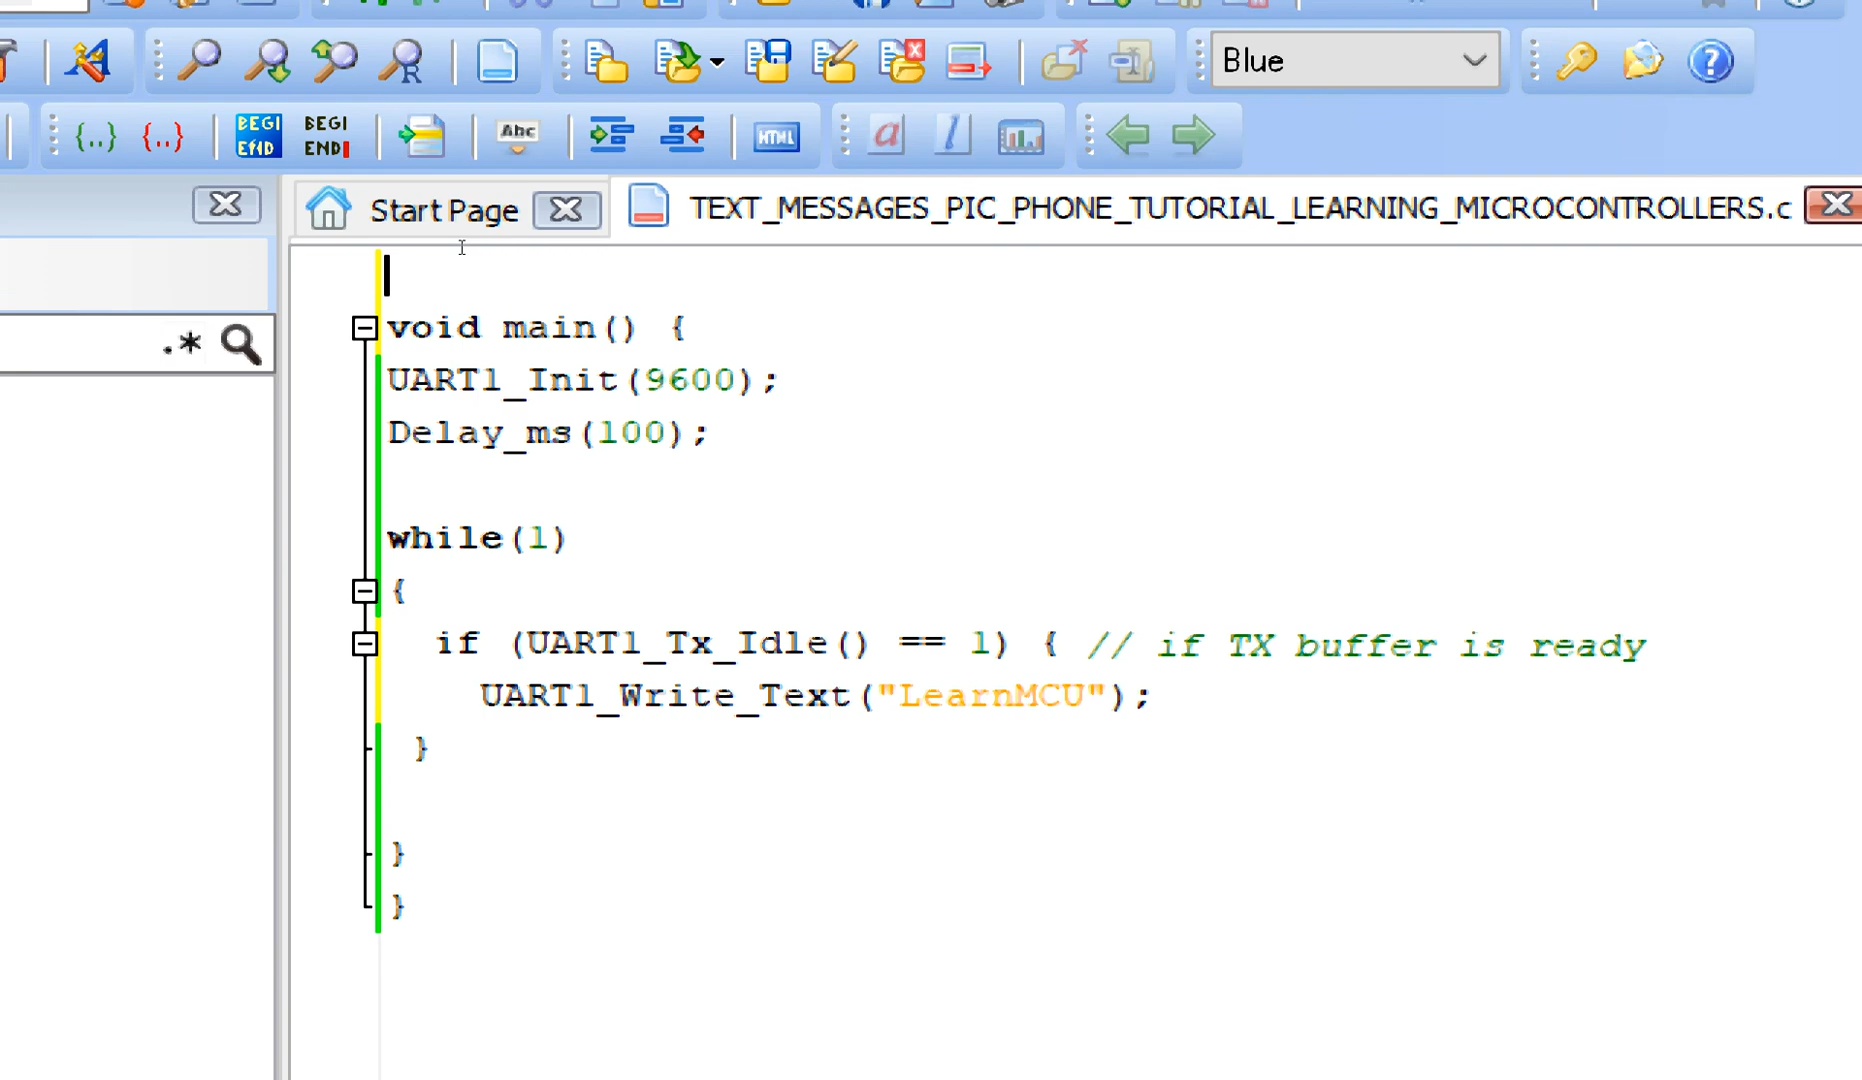 Blue
{..} {..} BEGI END BEGI END Abc HTML a l
Start Page TEXT_MESSAGES_PIC_PHONE_TUTORIAL_LEARNING_MICROCONTROLLERS.c
.*
void main() {
UART1_Init(9600);
Delay_ms(100);
while(1)
{
if (UART1_Tx_Idle() == 1) { // if TX buffer is ready
UART1_Write_Text("LearnMCU");
}
}
}